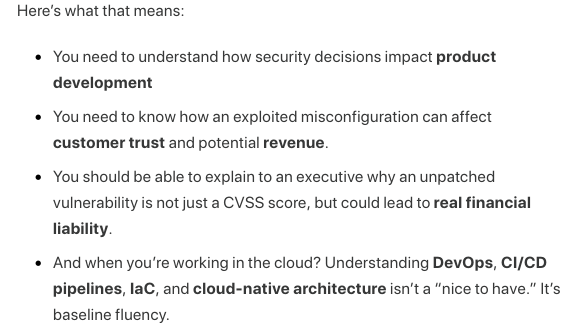 Here’s what that means:
• You need to understand how security decisions impact product
development
• You need to know how an exploited misconfiguration can affect
customer trust and potential revenue.
• You should be able to explain to an executive why an unpatched
vulnerability is not just a CVSS score, but could lead to real financial
liability.
• And when you’re working in the cloud? Understanding DevOps, CI/CD
pipelines, IaC, and cloud-native architecture isn’t a “nice to have.” It’s
baseline fluency.